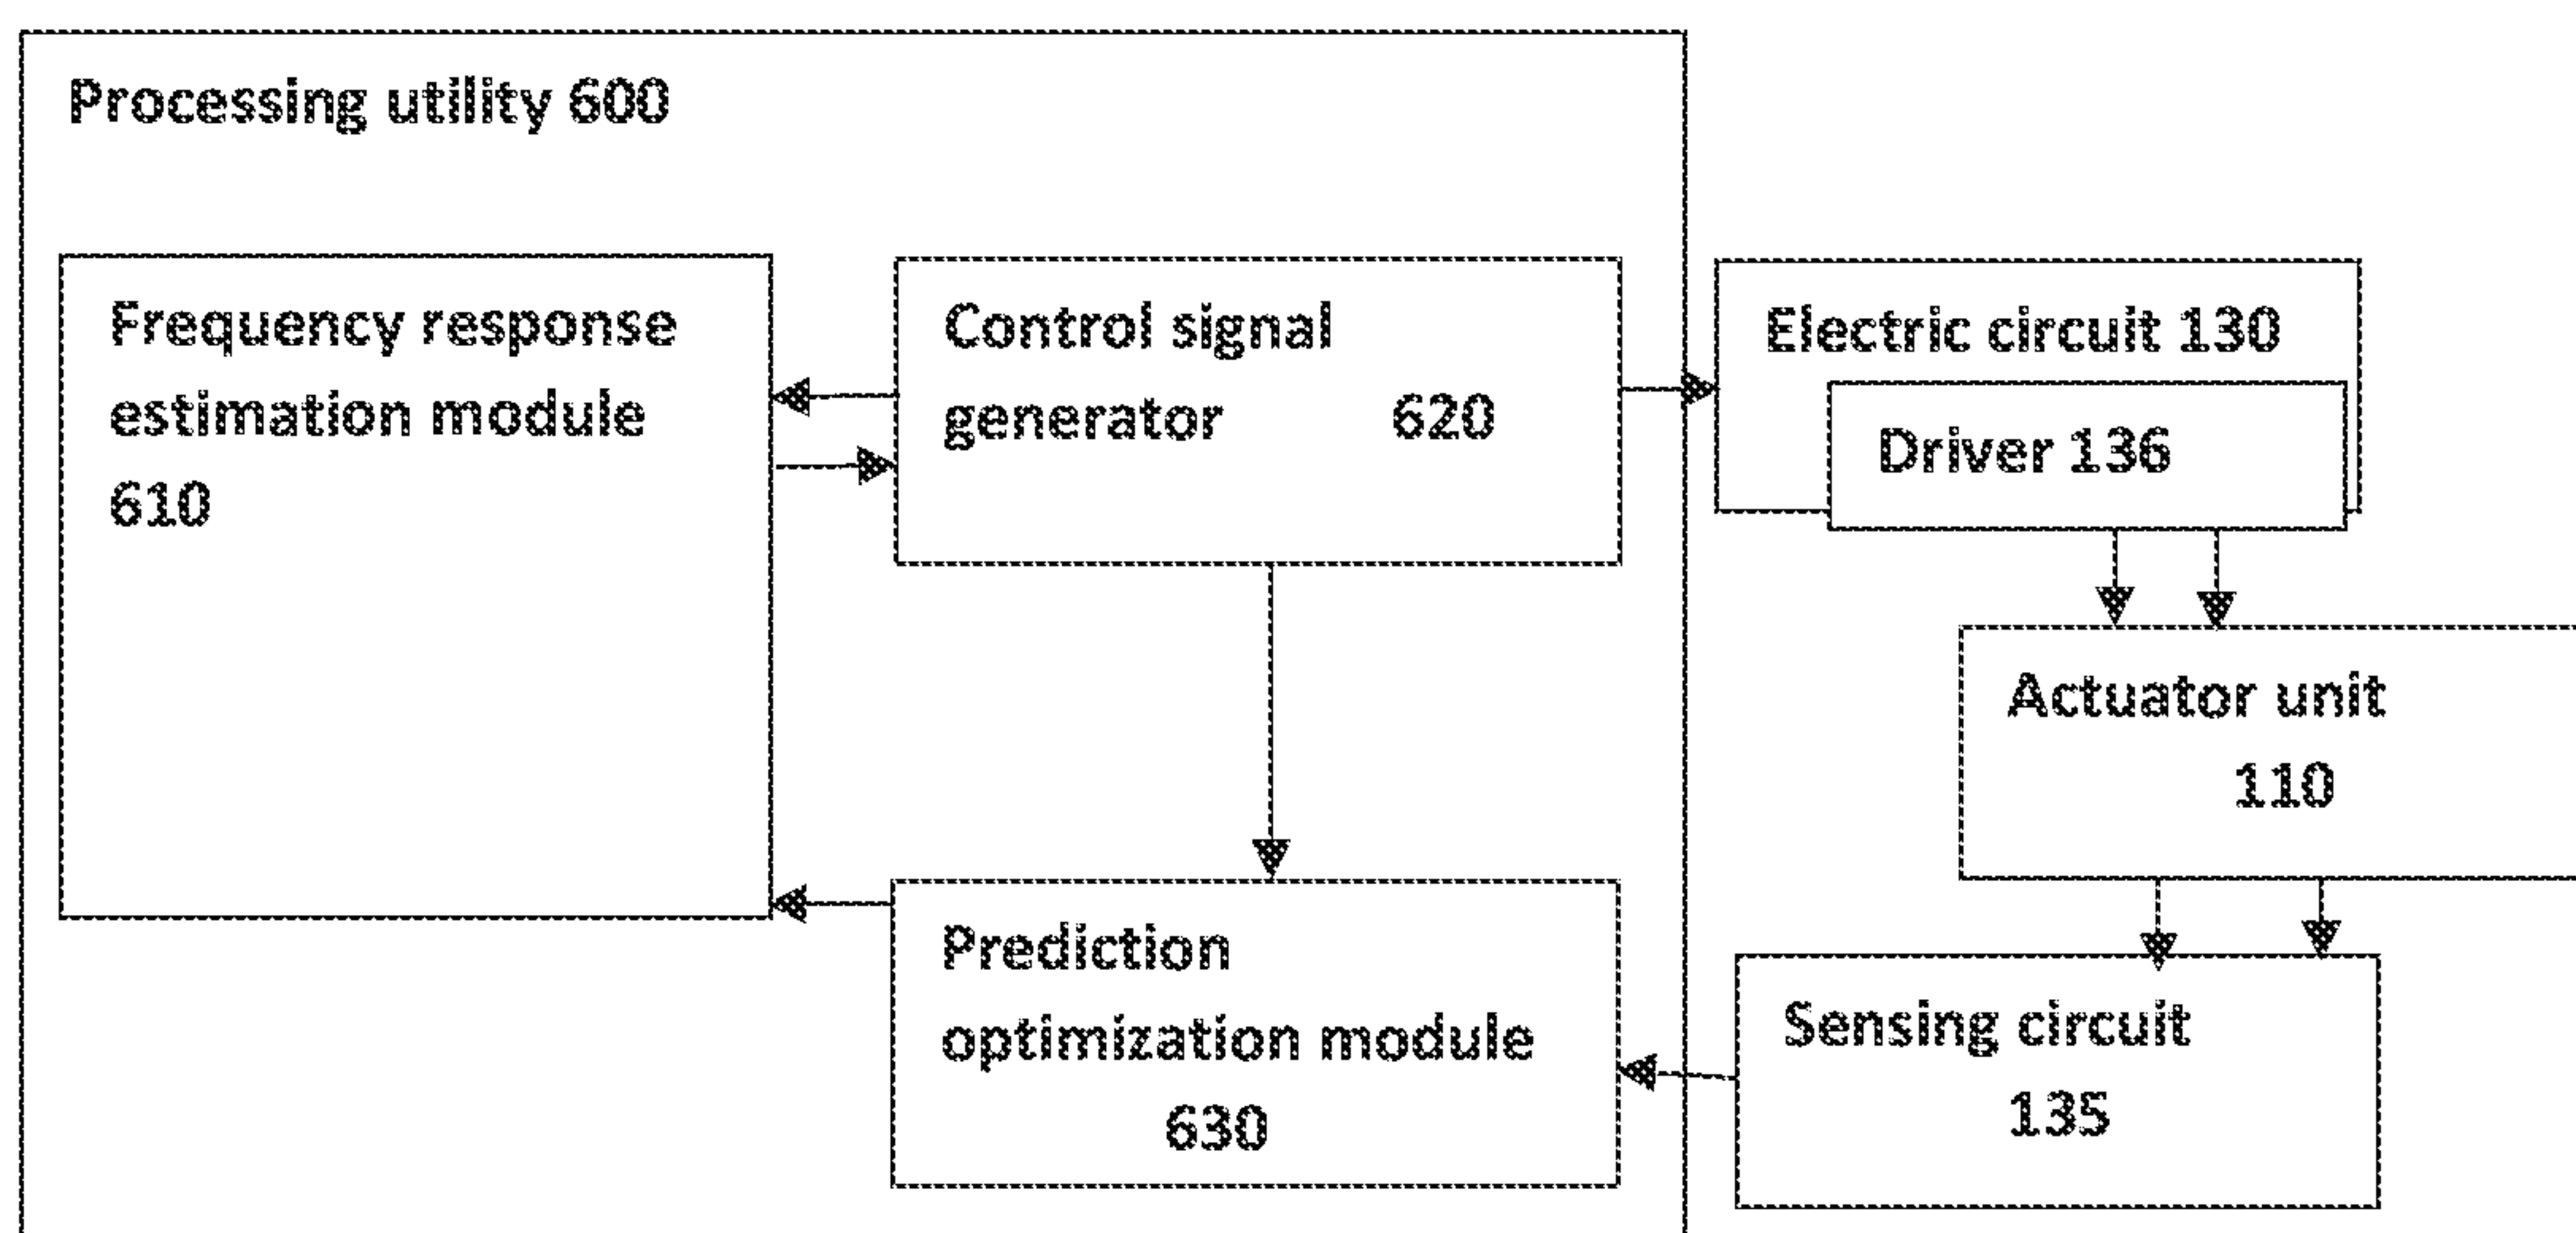 Processing utility 600
Frequency response
estimation module
610
Control signal
generator 620
Electric circuit 130
Driver 136
Actuator unit
110
Prediction
optimization module
630
Sensing circuit
135